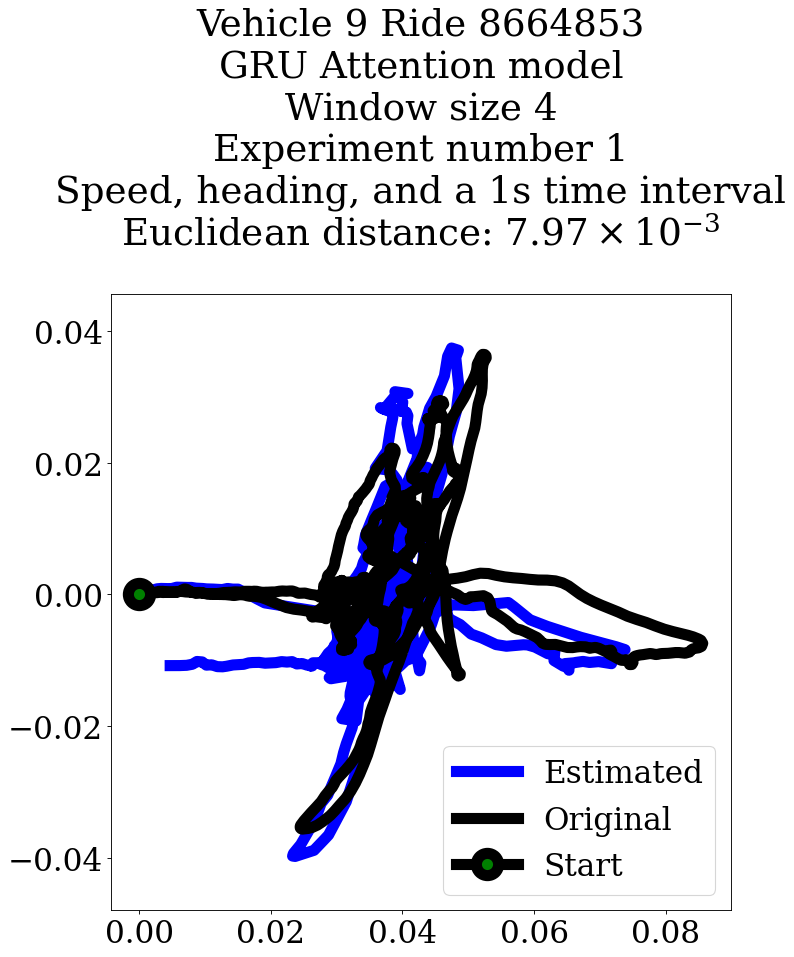 Vehicle 9 Ride 8664853
GRU Attention model
Window size 4
Experiment number 1
Speed, heading, and a 1s time interval
Euclidean distance: 7.97 × 10⁻³
0.04
0.02
0.00
−0.02
−0.04
Estimated
Original
Start
0.00 0.02 0.04 0.06 0.08